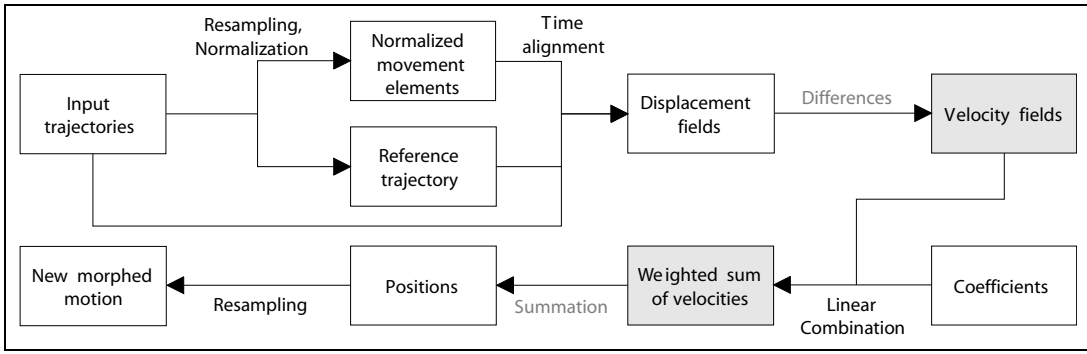 Resampling,
Normalization
Normalized
movement
elements
Time
alignment
Input
trajectories
Displacement
fields
Differences
Velocity fields
Reference
trajectory
New morphed
motion
Resampling
Positions
Summation
Weighted sum
of velocities
Linear
Combination
Coefficients